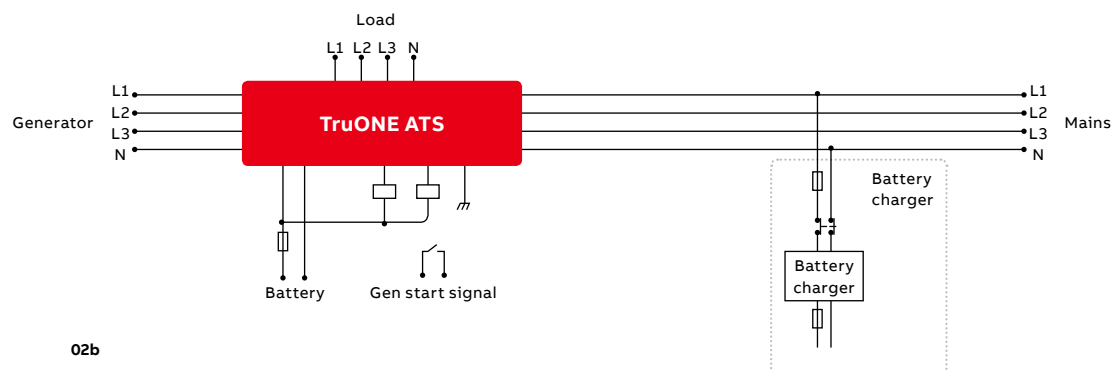 Load
L1 L2 L3 N
L1
L2
L3
N
Generator
TruONE ATS
L1
L2
L3
N
Mains
Battery
charger
Battery
charger
Battery
Gen start signal
02b